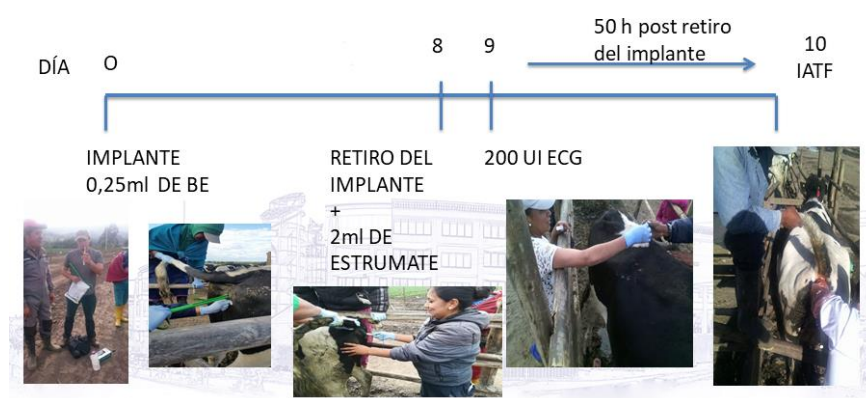 DÍA
O
8
9
50 h post retiro
del implante
10
IATF
IMPLANTE
0,25ml DE BE
RETIRO DEL
IMPLANTE
+
2ml DE
ESTRUMATE
200 UI ECG